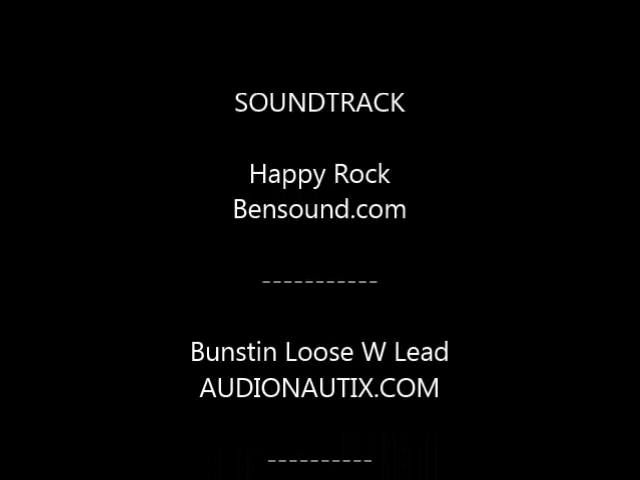 SOUNDTRACK
Happy Rock
Bensound.com
-----------
Bunstin Loose W Lead
AUDIONAUTIX.COM
----------